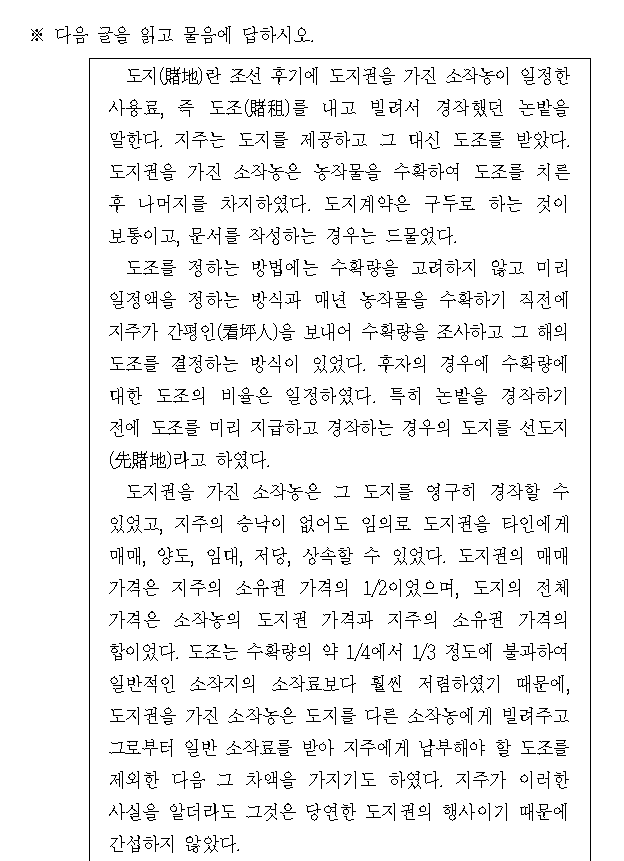 ※ 다음 글을 읽고 물음에 답하시오.
도지(賭地)란 조선 후기에 도지권을 가진 소작농이 일정한
사용료, 즉 도조(賭租)를 내고 빌려서 경작했던 논밭을
말한다. 지주는 도지를 제공하고 그 대신 도조를 받았다.
도지권을 가진 소작농은 농작물을 수확하여 도조를 치른
후 나머지를 차지하였다. 도지계약은 구두로 하는 것이
보통이고, 문서를 작성하는 경우는 드물었다.
도조를 정하는 방법에는 수확량을 고려하지 않고 미리
일정액을 정하는 방식과 매년 농작물을 수확하기 직전에
지주가 간평인(看坪人)을 보내어 수확량을 조사하고 그 해의
도조를 결정하는 방식이 있었다. 후자의 경우에 수확량에
대한 도조의 비율은 일정하였다. 특히 논밭을 경작하기
전에 도조를 미리 지급하고 경작하는 경우의 도지를 선도지
(先賭地)라고 하였다.
도지권을 가진 소작농은 그 도지를 영구히 경작할 수
있었고, 지주의 승낙이 없어도 임의로 도지권을 타인에게
매매, 양도, 임대, 저당, 상속할 수 있었다. 도지권의 매매
가격은 지주의 소유권 가격의 1/2이었으며, 도지의 전체
가격은 소작농의 도지권 가격과 지주의 소유권 가격의
합이었다. 도조는 수확량의 약 1/4에서 1/3 정도에 불과하여
일반적인 소작지의 소작료보다 훨씬 저렴하였기 때문에,
도지권을 가진 소작농은 도지를 다른 소작농에게 빌려주고
그로부터 일반 소작료를 받아 지주에게 납부해야 할 도조를
제외한 다음 그 차액을 가지기도 하였다. 지주가 이러한
사실을 알더라도 그것은 당연한 도지권의 행사이기 때문에
간섭하지 않았다.